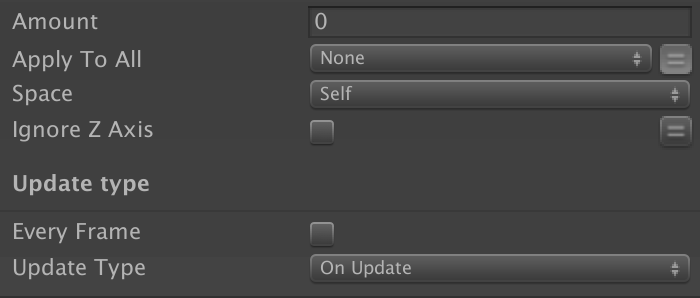 Amount 0
Apply To All None
Space Self
Ignore Z Axis
Update type
Every Frame
Update Type On Update